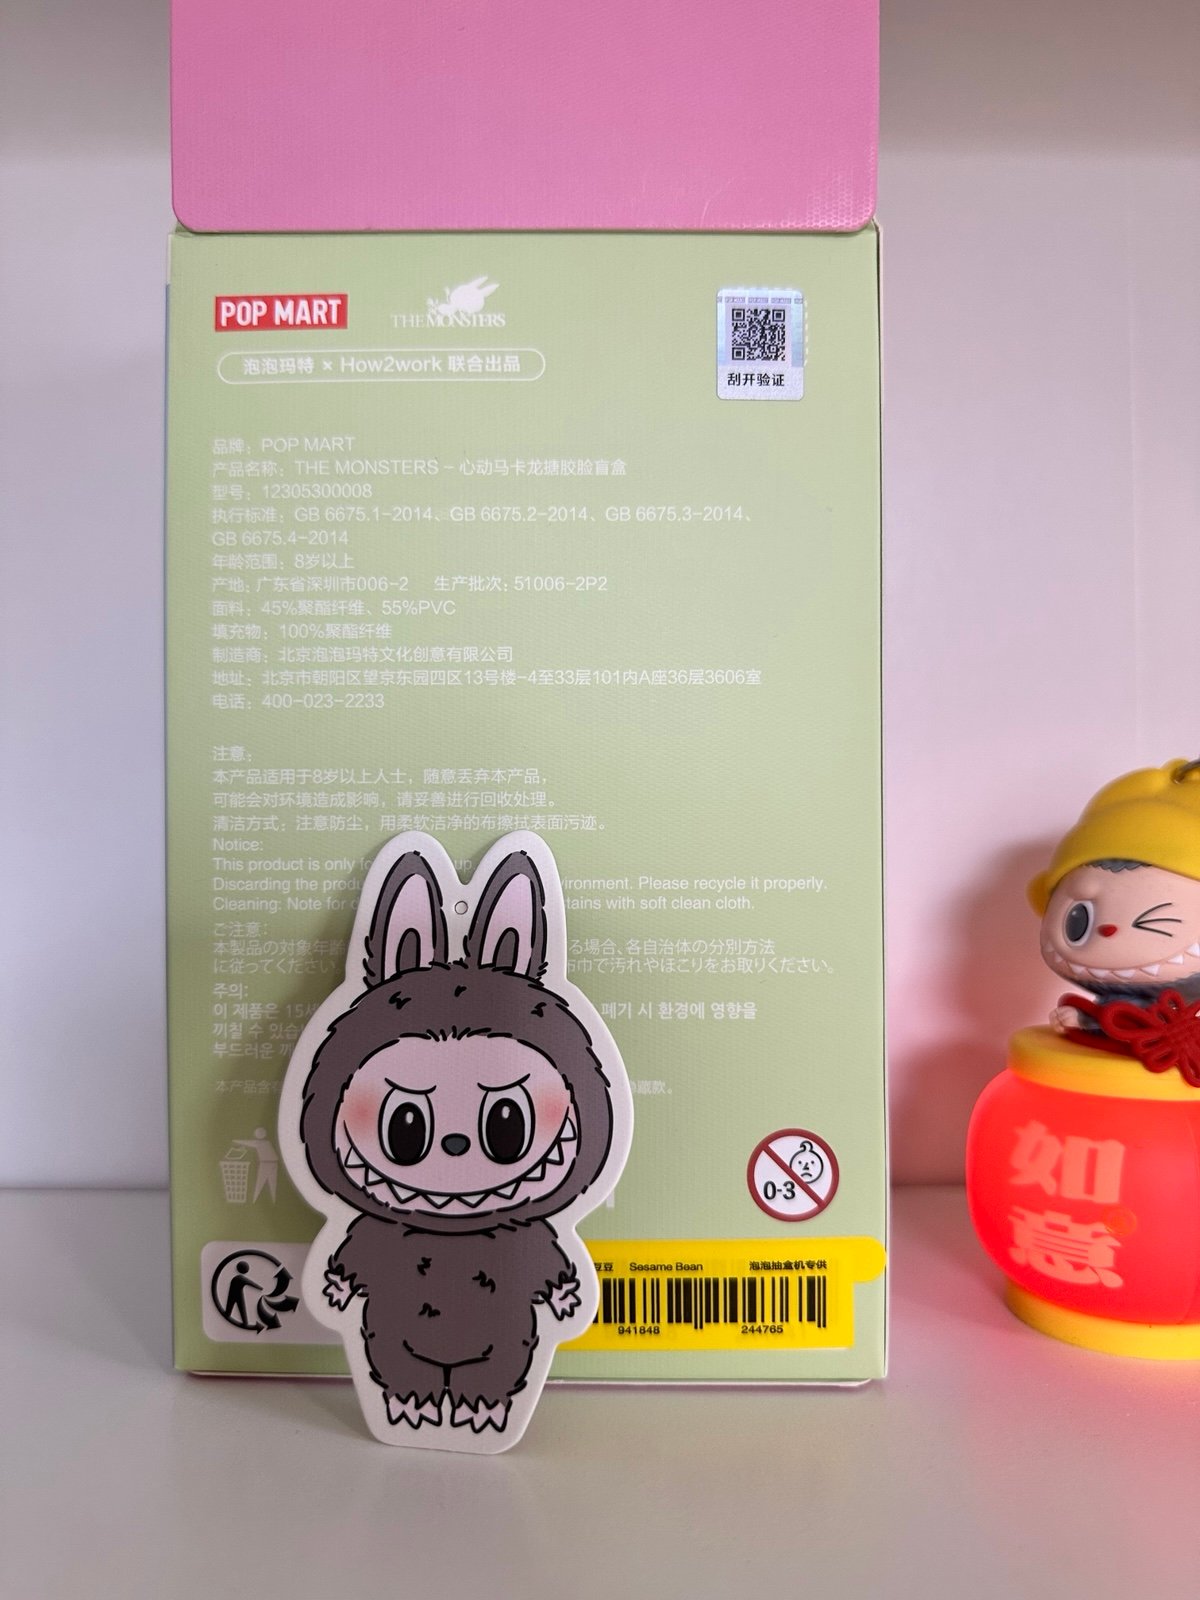 POP MART
THE MONSTERS
泡泡玛特 × How2work 联合出品
刮开验证
品牌：POP MART
产品名称：THE MONSTERS - 心动马卡龙搪胶脸盲盒
型号：12305300008
执行标准：GB 6675.1-2014、GB 6675.2-2014、GB 6675.3-2014、
GB 6675.4-2014
年龄范围：8岁以上
产地：广东省深圳市006-2 生产批次：51006-2P2
面料：45%聚酯纤维、55%PVC
填充物：100%聚酯纤维
制造商：北京泡泡玛特文化创意有限公司
地址：北京市朝阳区望京东园四区13号楼-4至33层101内A座36层3606室
电话：400-023-2233
注意：
本产品适用于8岁以上人士，随意丢弃本产品，
可能会对环境造成影响，请妥善进行回收处理。
清洁方式：注意防尘，用柔软洁净的布擦拭表面污迹。
Notice:
This product is only up
Discarding the Please recycle it properly.
Cleaning: Note for with soft clean cloth.
ご注意：
本製品の対象年齢 る場合、各自治体の分別方法
に従ってください。 布巾で汚れやほこりをお取りください。
주의:
이 제품은 폐기 시 환경에 영향을
끼칠 수
부드러운
本产品含 隐藏款。
0-3
豆豆 Sesame Bean 泡泡抽盒机专供
941848 244765
如
意